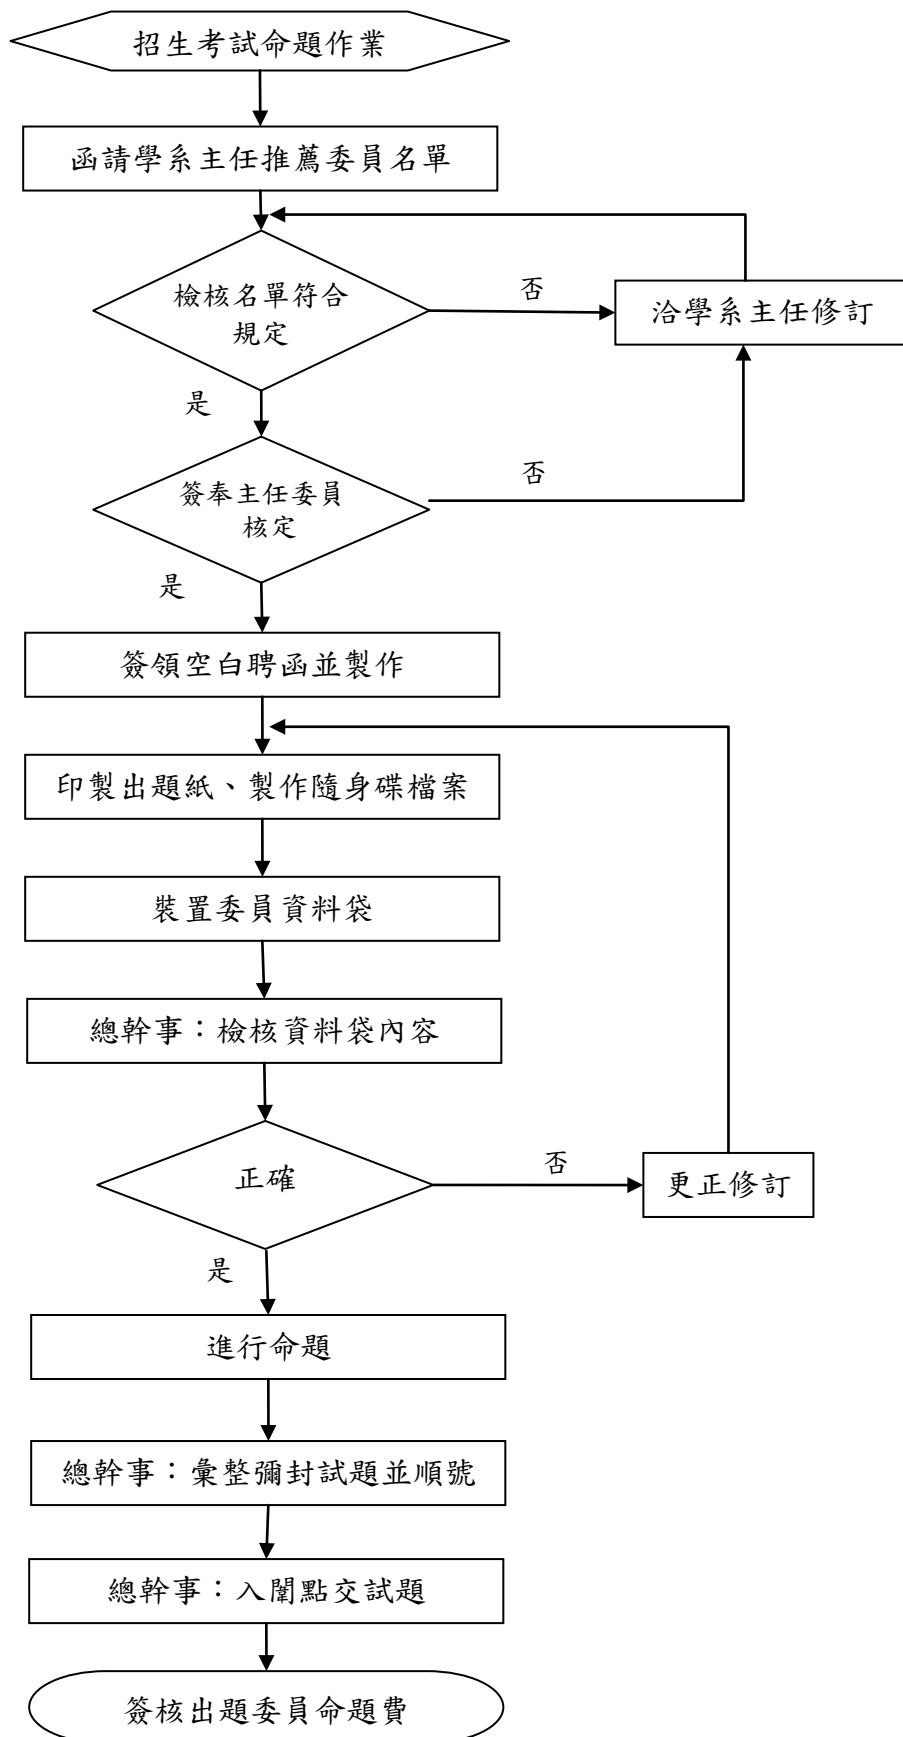 招生考試命題作業
函請學系主任推薦委員名單
檢核名單符合
規定
否
洽學系主任修訂
是
簽奉主任委員
核定
否
是
簽領空白聘函並製作
印製出題紙、製作隨身碟檔案
裝置委員資料袋
總幹事：檢核資料袋內容
正確
否
更正修訂
是
進行命題
總幹事：彙整彌封試題並順號
總幹事：入闈點交試題
簽核出題委員命題費